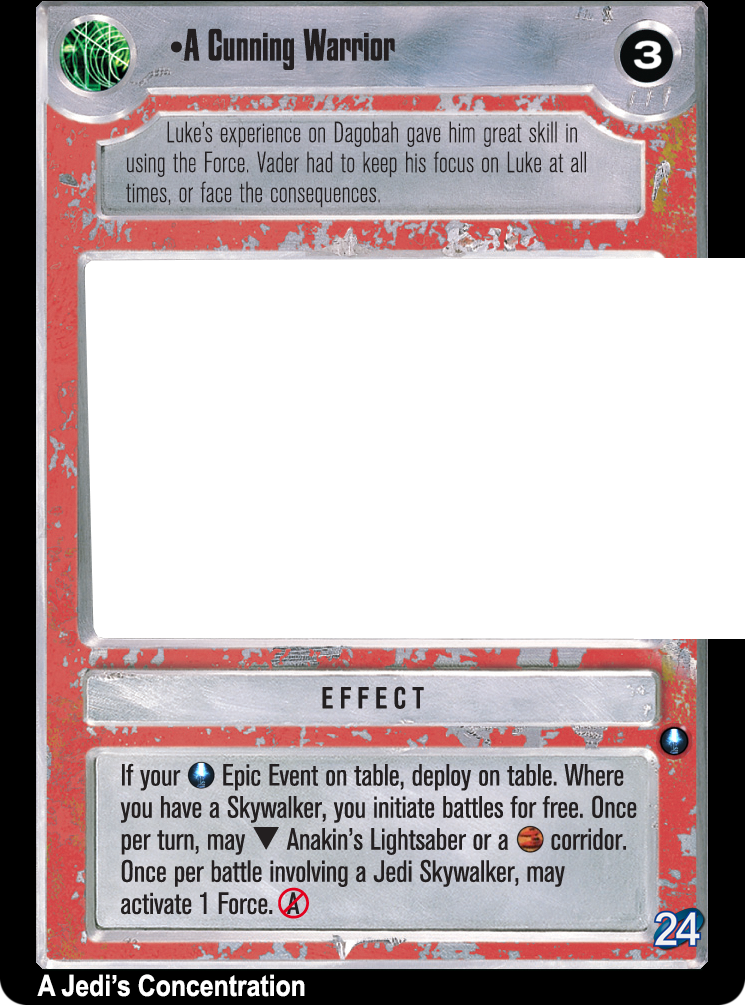 •A Cunning Warrior
3
Luke's experience on Dagobah gave him great skill in
using the Force. Vader had to keep his focus on Luke at all
times, or face the consequences.
EFFECT
If your Epic Event on table, deploy on table. Where
you have a Skywalker, you initiate battles for free. Once
per turn, may ▼ Anakin's Lightsaber or a corridor.
Once per battle involving a Jedi Skywalker, may
activate 1 Force. A
24
A Jedi's Concentration